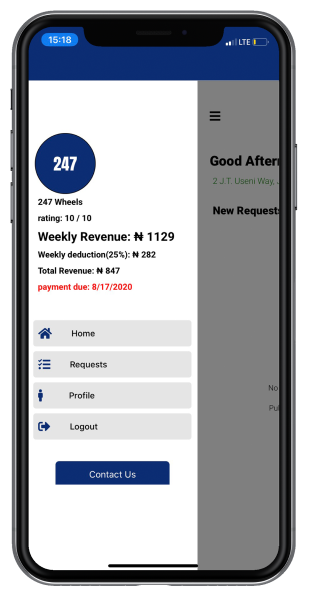 15:18
LTE
247
247 Wheels
rating: 10 / 10
Weekly Revenue: ₦ 1129
Weekly deduction(25%): ₦ 282
Total Revenue: ₦ 847
payment due: 8/17/2020
Home
Requests
Profile
Logout
Contact Us
Good Aftern
2 J.T. Useni Way,
New Requests
No
Pul